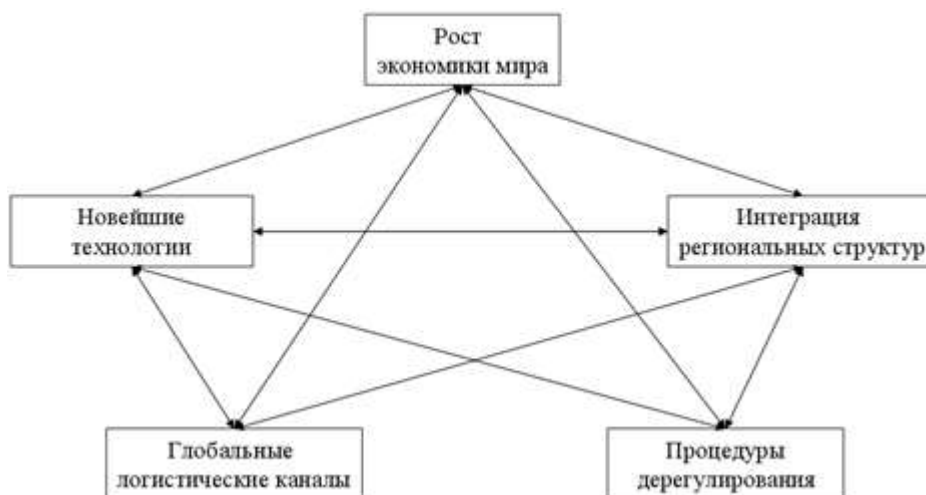 Рост
экономики мира
Новейшие
технологии
Интеграция
региональных структур
Глобальные
логистические каналы
Процедуры
дерегулирования